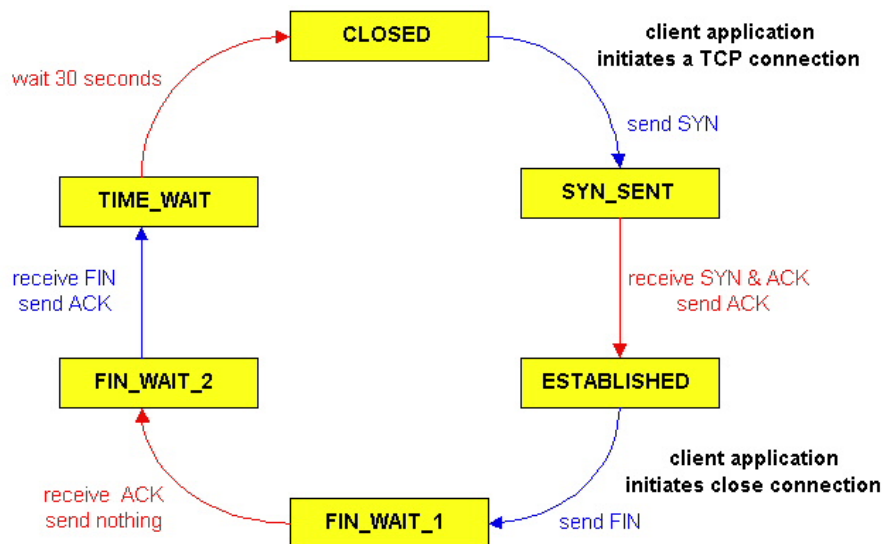 CLOSED
client application
initiates a TCP connection
wait 30 seconds
send SYN
TIME_WAIT
SYN_SENT
receive FIN
send ACK
receive SYN & ACK
send ACK
FIN_WAIT_2
ESTABLISHED
client application
initiates close connection
receive ACK
send nothing
FIN_WAIT_1
send FIN